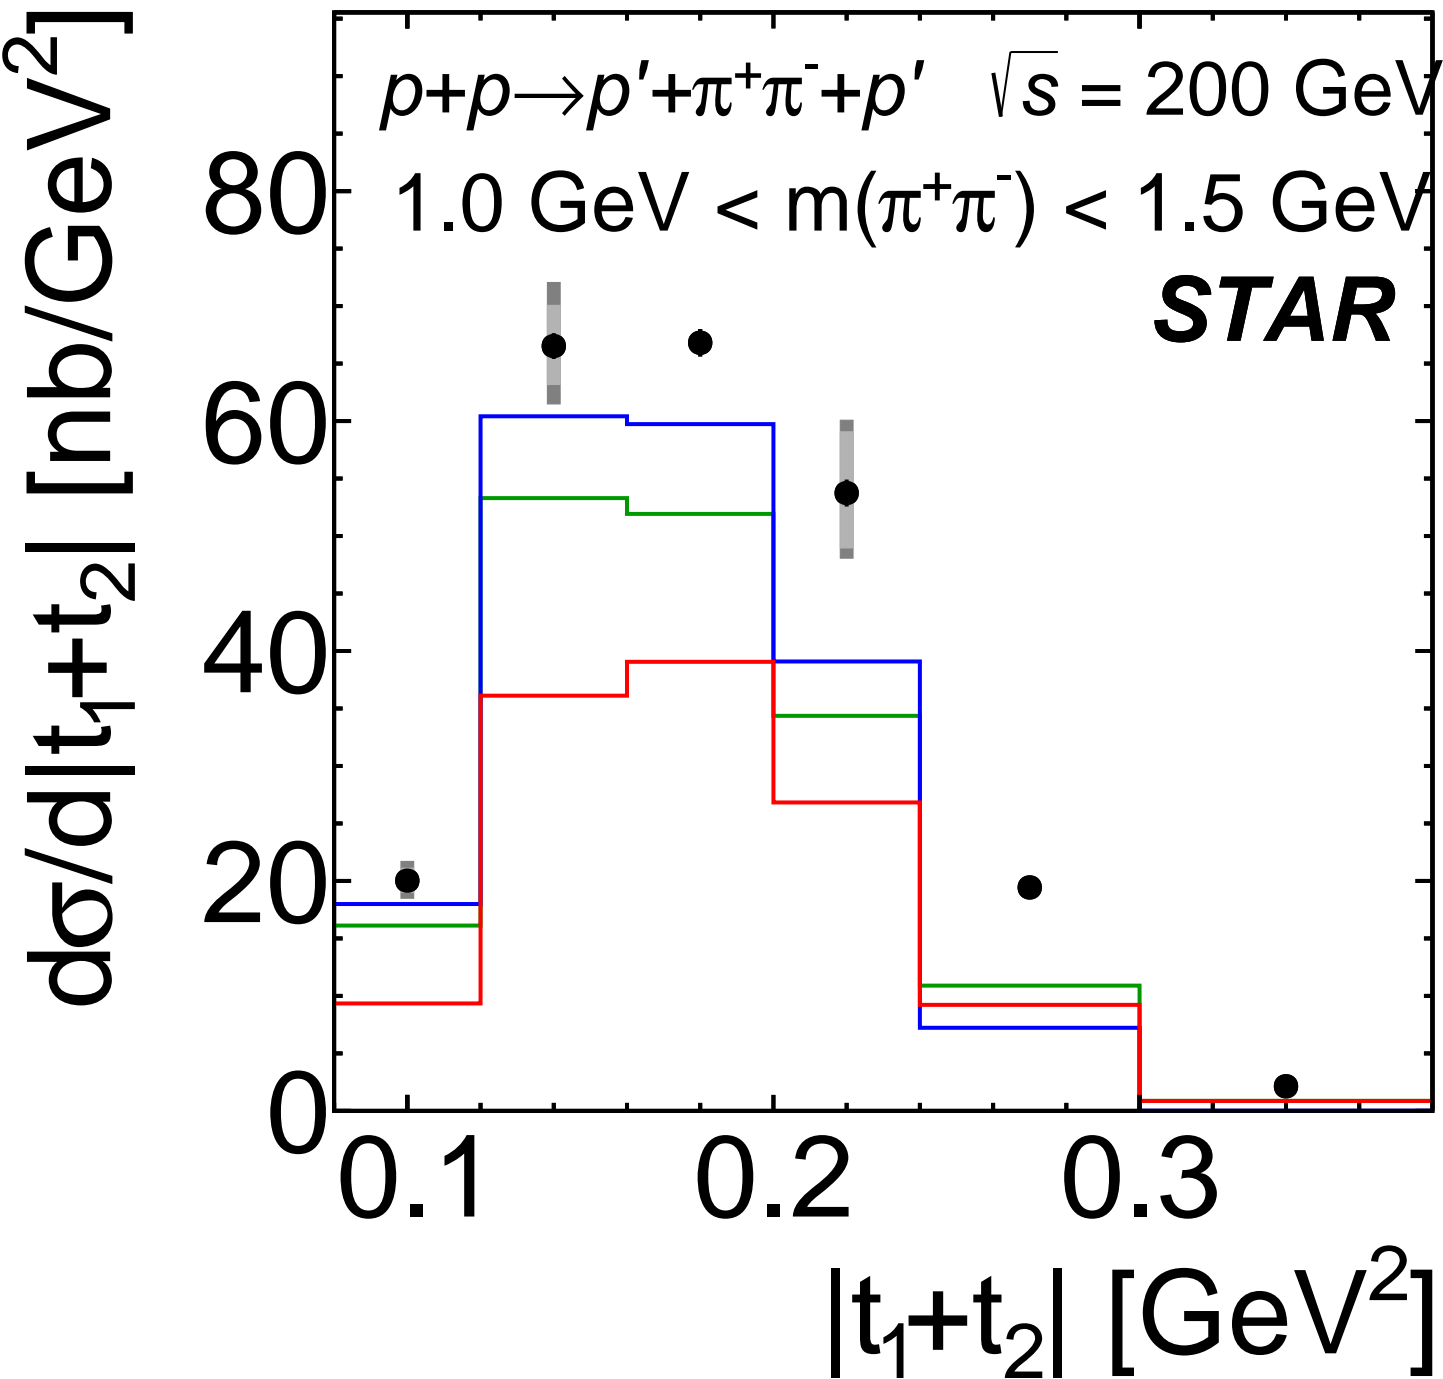 p+p→p′+π⁺π⁻+p′ √s = 200 GeV
1.0 GeV < m(π⁺π⁻) < 1.5 GeV
STAR
dσ/d|t₁+t₂| [nb/GeV²]
80
60
40
20
0
0.1 0.2 0.3
|t₁+t₂| [GeV²]